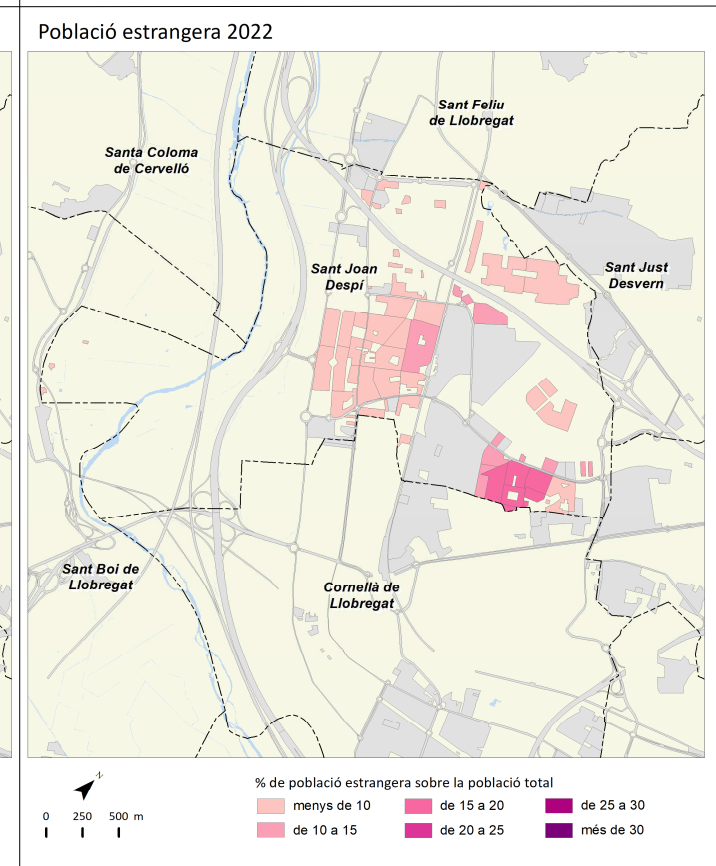 Població estrangera 2022
Sant Feliu
de Llobregat
Santa Coloma
de Cervelló
Sant Joan
Despí
Sant Just
Desvern
Sant Boi de
Llobregat
Cornellà de
Llobregat
N
% de població estrangera sobre la població total
menys de 10
de 15 a 20
de 25 a 30
0 250 500 m
de 10 a 15
de 20 a 25
més de 30